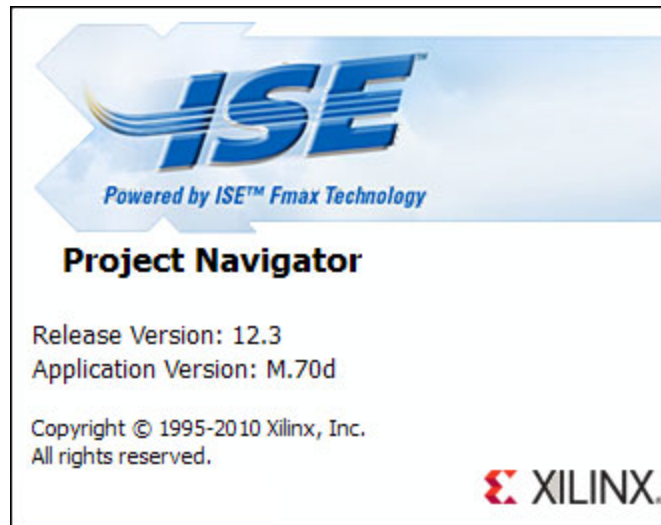 ISE™
Powered by ISE™ Fmax Technology
Project Navigator
Release Version: 12.3
Application Version: M.70d
Copyright © 1995-2010 Xilinx, Inc.
All rights reserved.
XILINX.